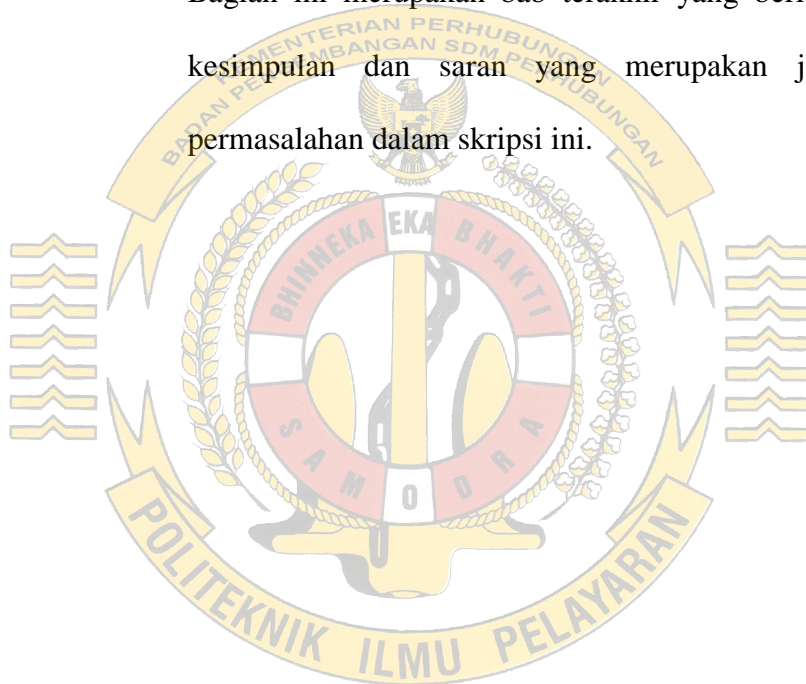 kesimpulan dan saran yang merupakan j
permasalahan dalam skripsi ini.
KEMENTERIAN PERHUBUNGAN
BADAN PENGEMBANGAN SDM PERHUBUNGAN
BHINNEKA EKA BHAKTI
SAMODRA
POLITEKNIK ILMU PELAYARAN